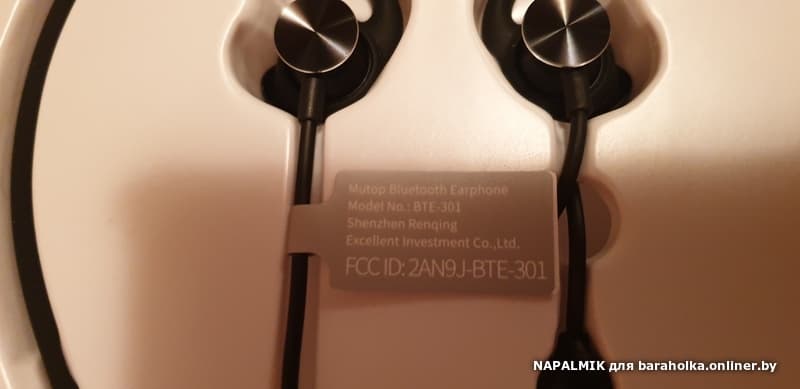 Mutop Bluetooth Earphone
Model No.: BTE-301
Shenzhen Renqing
Excellent Investment Co.,Ltd.
FCC ID: 2AN9J-BTE-301
NAPALMIK для baraholka.onliner.by